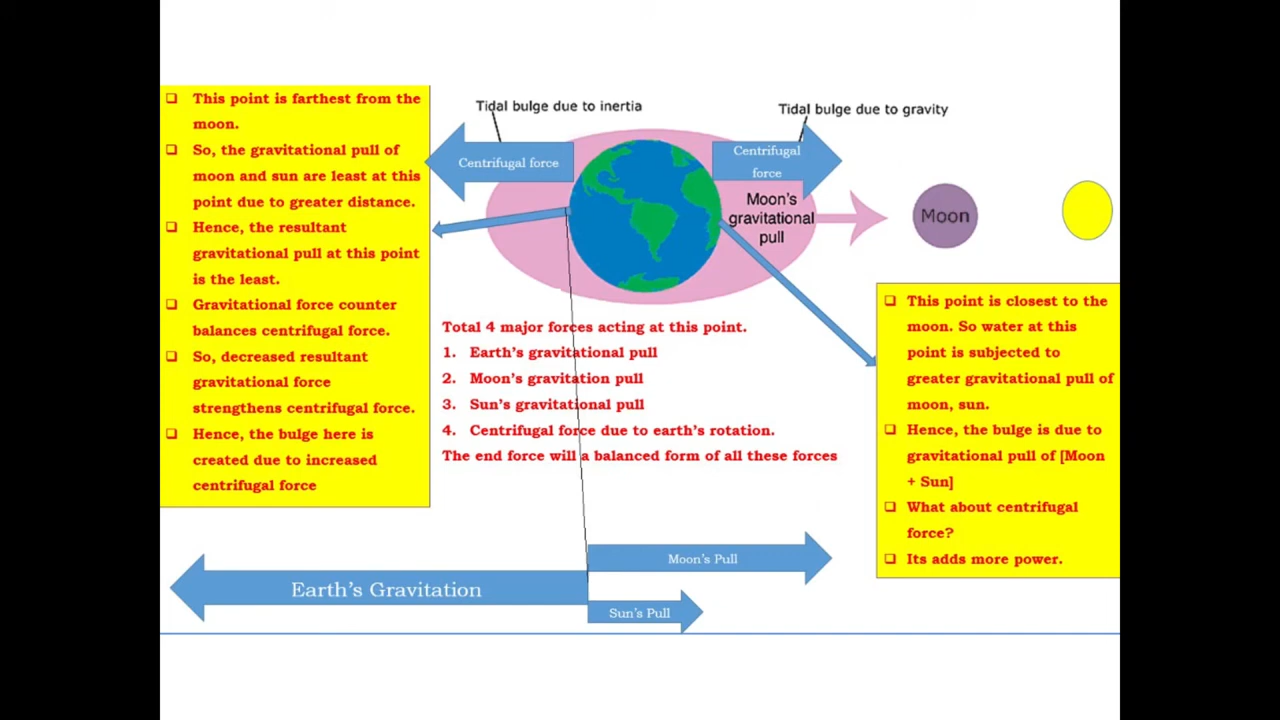 ❑ This point is farthest from the
moon.
❑ So, the gravitational pull of
moon and sun are least at this
point due to greater distance.
❑ Hence, the resultant
gravitational pull at this point
is the least.
❑ Gravitational force counter
balances centrifugal force.
❑ So, decreased resultant
gravitational force
strengthens centrifugal force.
❑ Hence, the bulge here is
created due to increased
centrifugal force
Tidal bulge due to inertia
Tidal bulge due to gravity
Centrifugal force
Centrifugal
force
Moon's
gravitational
pull
Moon
Total 4 major forces acting at this point.
1. Earth's gravitational pull
2. Moon's gravitation pull
3. Sun's gravitational pull
4. Centrifugal force due to earth's rotation.
The end force will a balanced form of all these forces
❑ This point is closest to the
moon. So water at this
point is subjected to
greater gravitational pull of
moon, sun.
❑ Hence, the bulge is due to
gravitational pull of [Moon
+ Sun]
❑ What about centrifugal
force?
❑ Its adds more power.
Moon's Pull
Earth's Gravitation
Sun's Pull